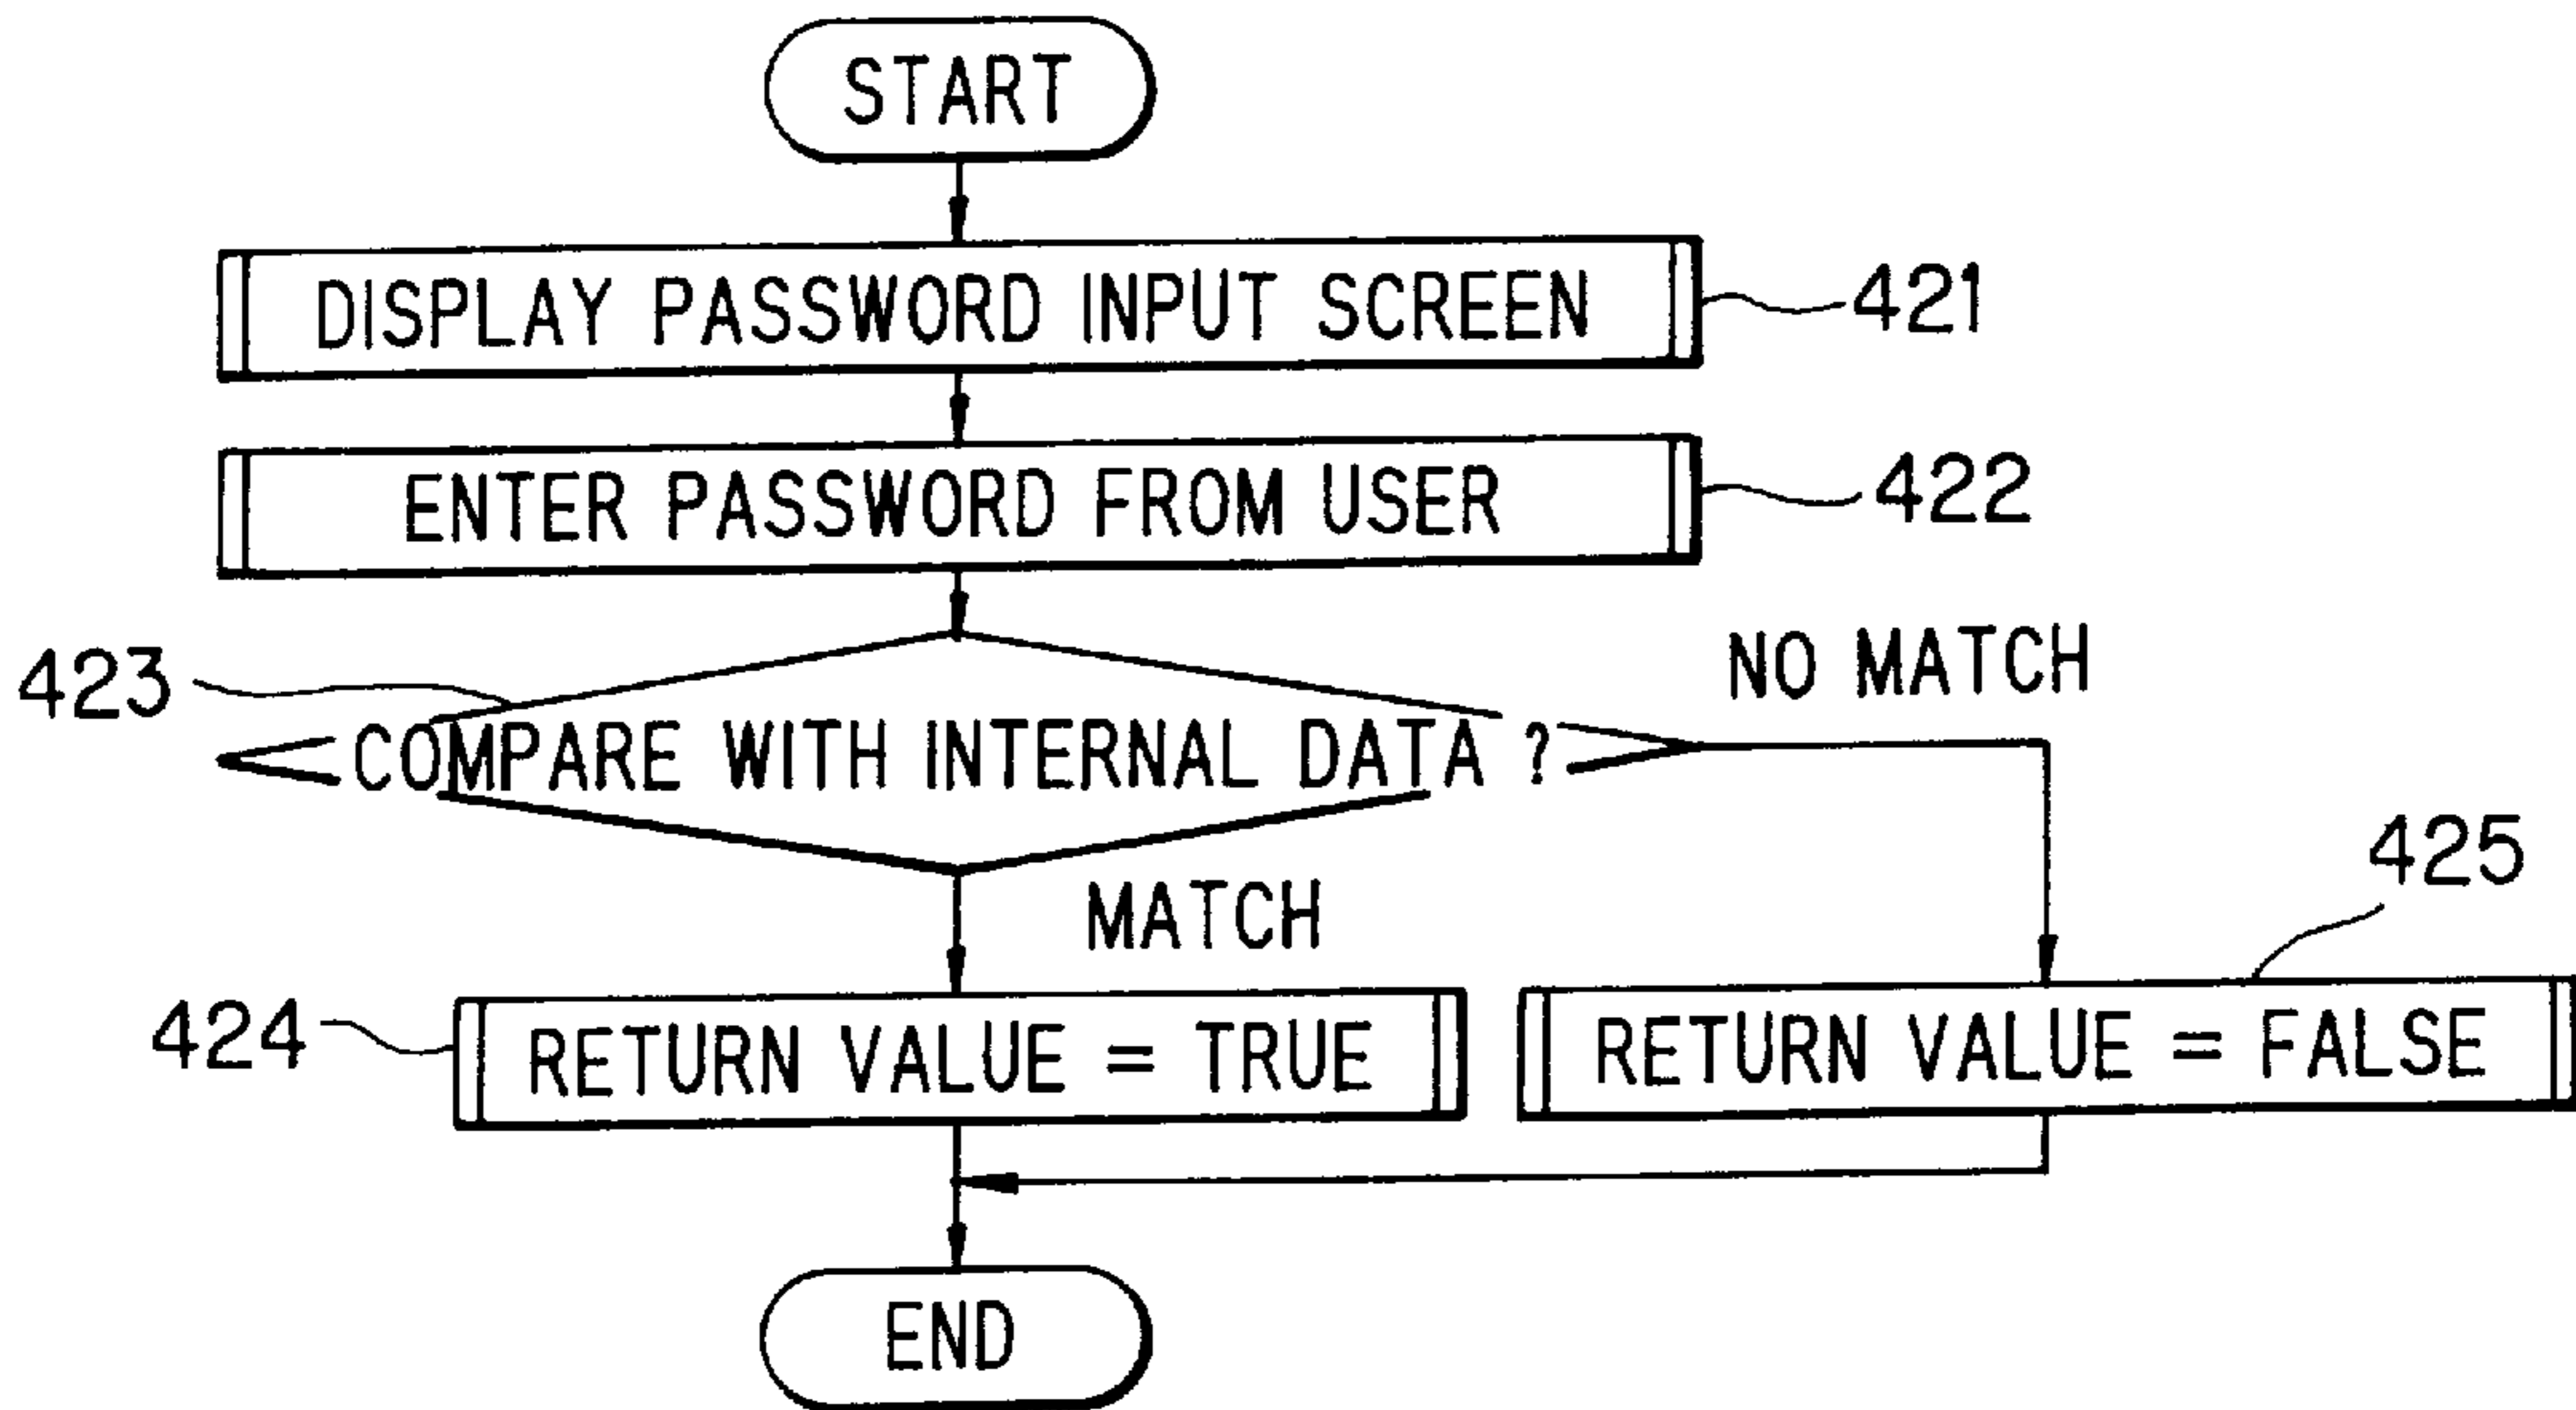 START
DISPLAY PASSWORD INPUT SCREEN
421
ENTER PASSWORD FROM USER
422
423
COMPARE WITH INTERNAL DATA ?
NO MATCH
MATCH
424
RETURN VALUE = TRUE
425
RETURN VALUE = FALSE
END